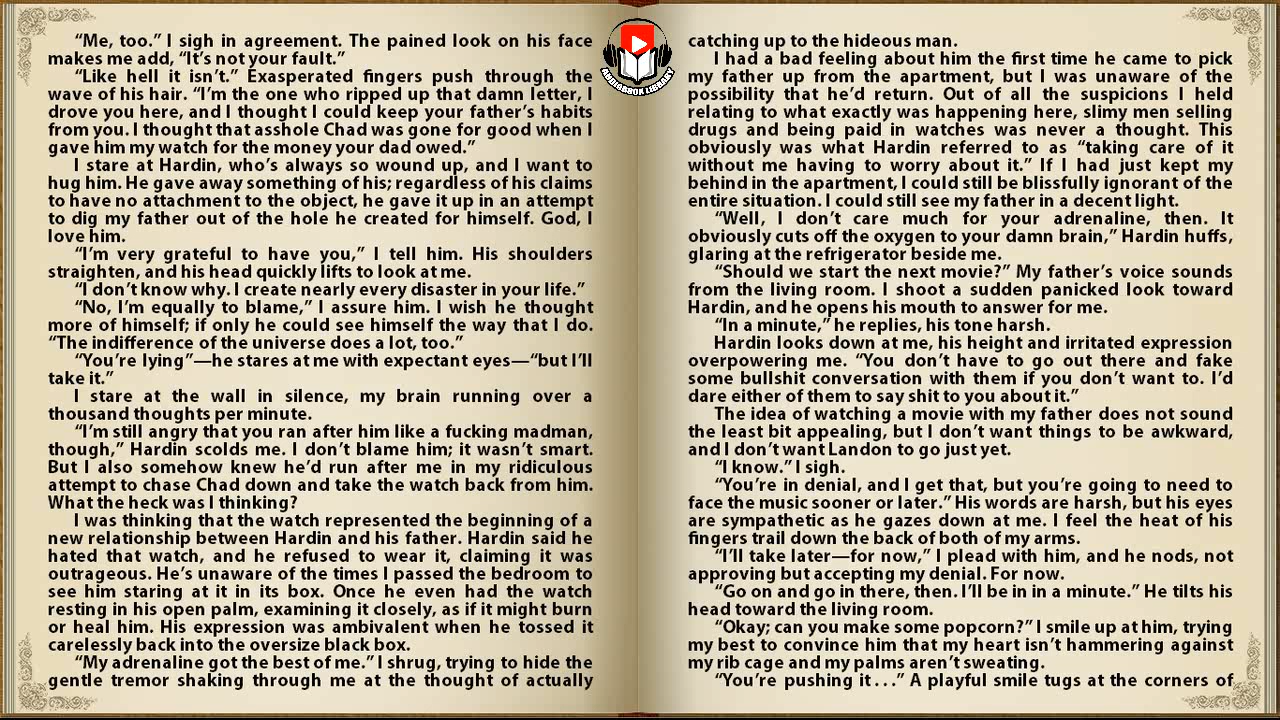 “Me, too.” I sigh in agreement. The pained look on his face
makes me add, “It’s not your fault.”
“Like hell it isn’t.” Exasperated fingers push through the
wave of his hair. “I’m the one who ripped up that damn letter, I
drove you here, and I thought I could keep your father’s habits
from you. I thought that asshole Chad was gone for good when I
gave him my watch for the money your dad owed.”
I stare at Hardin, who’s always so wound up, and I want to
hug him. He gave away something of his; regardless of his claims
to have no attachment to the object, he gave it up in an attempt
to dig my father out of the hole he created for himself. God, I
love him.
“I’m very grateful to have you,” I tell him. His shoulders
straighten, and his head quickly lifts to look at me.
“I don’t know why. I create nearly every disaster in your life.”
“No, I’m equally to blame,” I assure him. I wish he thought
more of himself; if only he could see himself the way that I do.
“The indifference of the universe does a lot, too.”
“You’re lying”—he stares at me with expectant eyes—“but I’ll
take it.”
I stare at the wall in silence, my brain running over a
thousand thoughts per minute.
“I’m still angry that you ran after him like a fucking madman,
though,” Hardin scolds me. I don’t blame him; it wasn’t smart.
But I also somehow knew he’d run after me in my ridiculous
attempt to chase Chad down and take the watch back from him.
What the heck was I thinking?
I was thinking that the watch represented the beginning of a
new relationship between Hardin and his father. Hardin said he
hated that watch, and he refused to wear it, claiming it was
outrageous. He’s unaware of the times I passed the bedroom to
see him staring at it in its box. Once he even had the watch
resting in his open palm, examining it closely, as if it might burn
or heal him. His expression was ambivalent when he tossed it
carelessly back into the oversize black box.
“My adrenaline got the best of me.” I shrug, trying to hide the
gentle tremor shaking through me at the thought of actually
AUDIOBOOK LIBRARY
catching up to the hideous man.
I had a bad feeling about him the first time he came to pick
my father up from the apartment, but I was unaware of the
possibility that he’d return. Out of all the suspicions I held
relating to what exactly was happening here, slimy men selling
drugs and being paid in watches was never a thought. This
obviously was what Hardin referred to as “taking care of it
without me having to worry about it.” If I had just kept my
behind in the apartment, I could still be blissfully ignorant of the
entire situation. I could still see my father in a decent light.
“Well, I don’t care much for your adrenaline, then. It
obviously cuts off the oxygen to your damn brain,” Hardin huffs,
glaring at the refrigerator beside me.
“Should we start the next movie?” My father’s voice sounds
from the living room. I shoot a sudden panicked look toward
Hardin, and he opens his mouth to answer for me.
“In a minute,” he replies, his tone harsh.
Hardin looks down at me, his height and irritated expression
overpowering me. “You don’t have to go out there and fake
some bullshit conversation with them if you don’t want to. I’d
dare either of them to say shit to you about it.”
The idea of watching a movie with my father does not sound
the least bit appealing, but I don’t want things to be awkward,
and I don’t want Landon to go just yet.
“I know.” I sigh.
“You’re in denial, and I get that, but you’re going to need to
face the music sooner or later.” His words are harsh, but his eyes
are sympathetic as he gazes down at me. I feel the heat of his
fingers trail down the back of both of my arms.
“I’ll take later—for now,” I plead with him, and he nods, not
approving but accepting my denial. For now.
“Go on and go in there, then. I’ll be in in a minute.” He tilts his
head toward the living room.
“Okay; can you make some popcorn?” I smile up at him, trying
my best to convince him that my heart isn’t hammering against
my rib cage and my palms aren’t sweating.
“You’re pushing it . . .” A playful smile tugs at the corners of